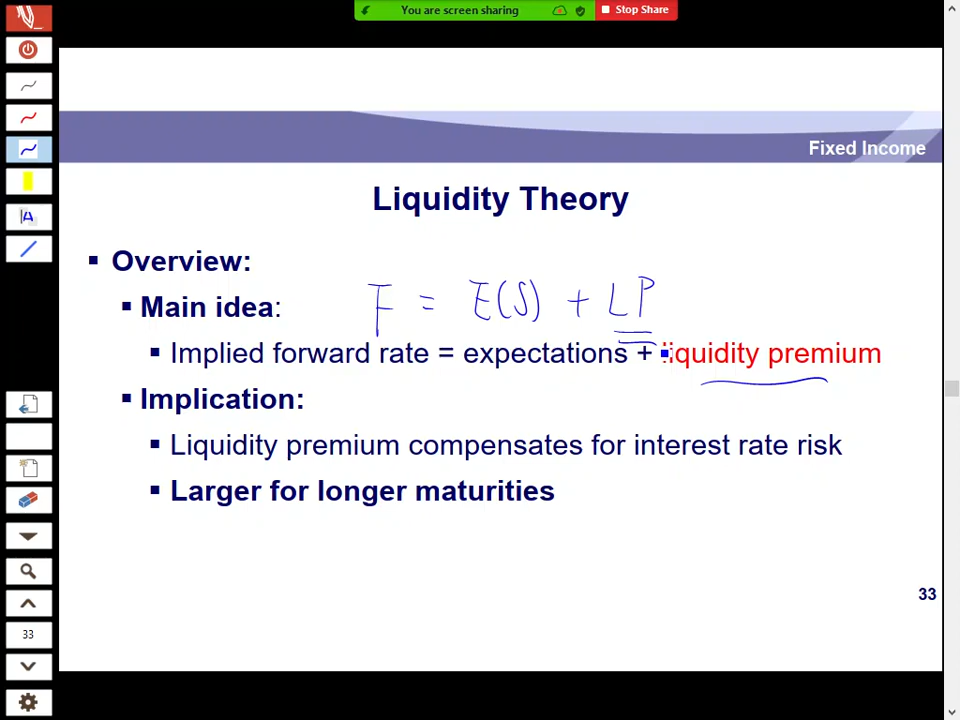 You are screen sharing
Stop Share
Fixed Income
Liquidity Theory
Overview:
Main idea:
F = E(S) + LP
Implied forward rate = expectations + liquidity premium
Implication:
Liquidity premium compensates for interest rate risk
Larger for longer maturities
33
33